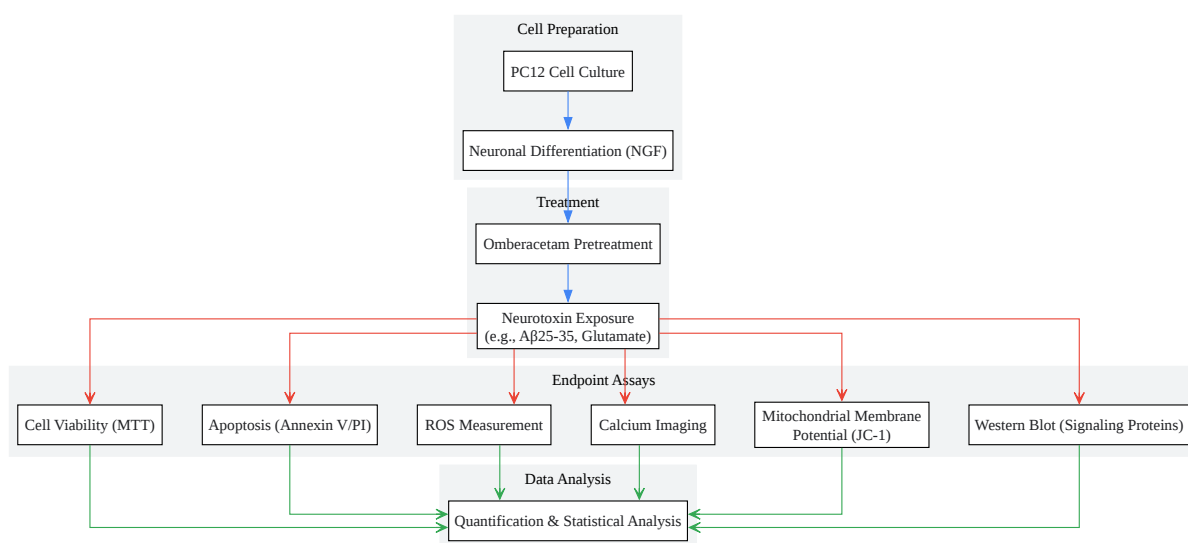 Cell Preparation
PC12 Cell Culture
Neuronal Differentiation (NGF)
Treatment
Omberacetam Pretreatment
Neurotoxin Exposure
(e.g., Aβ25-35, Glutamate)
Endpoint Assays
Cell Viability (MTT)
Apoptosis (Annexin V/PI)
ROS Measurement
Calcium Imaging
Mitochondrial Membrane
Potential (JC-1)
Western Blot (Signaling Proteins)
Data Analysis
Quantification & Statistical Analysis